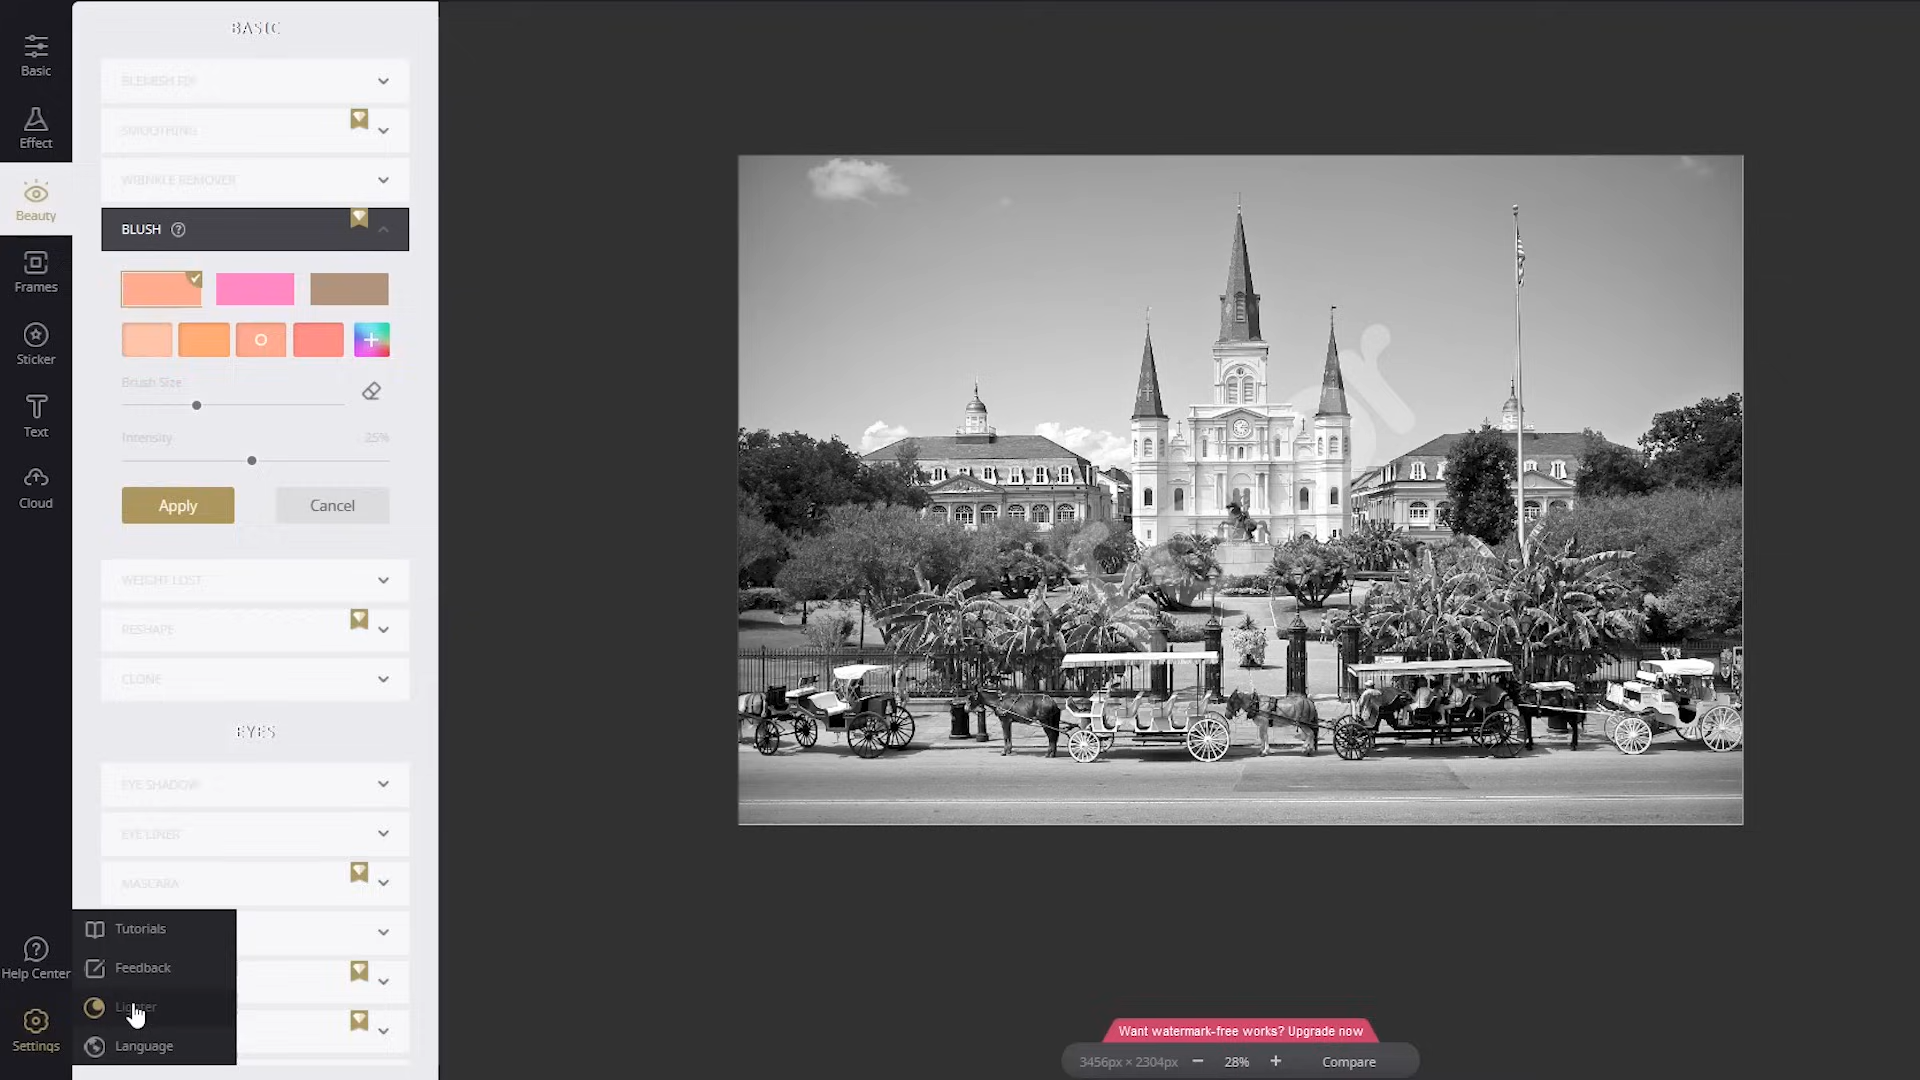 Basic
Effect
Beauty
Frames
Sticker
Text
Cloud
Help Center
Settings
BASIC
BLEMISH FIX
SMOOTHING
WRINKLE REMOVER
BLUSH
Brush Size
Intensity 25%
Apply Cancel
WEIGHT LOST
RESHAPE
CLONE
EYES
EYE SHADOW
EYE LINER
MASCARA
Tutorials
Feedback
Lighter
Language
Want watermark-free works? Upgrade now
3456px × 2304px − 28% + Compare